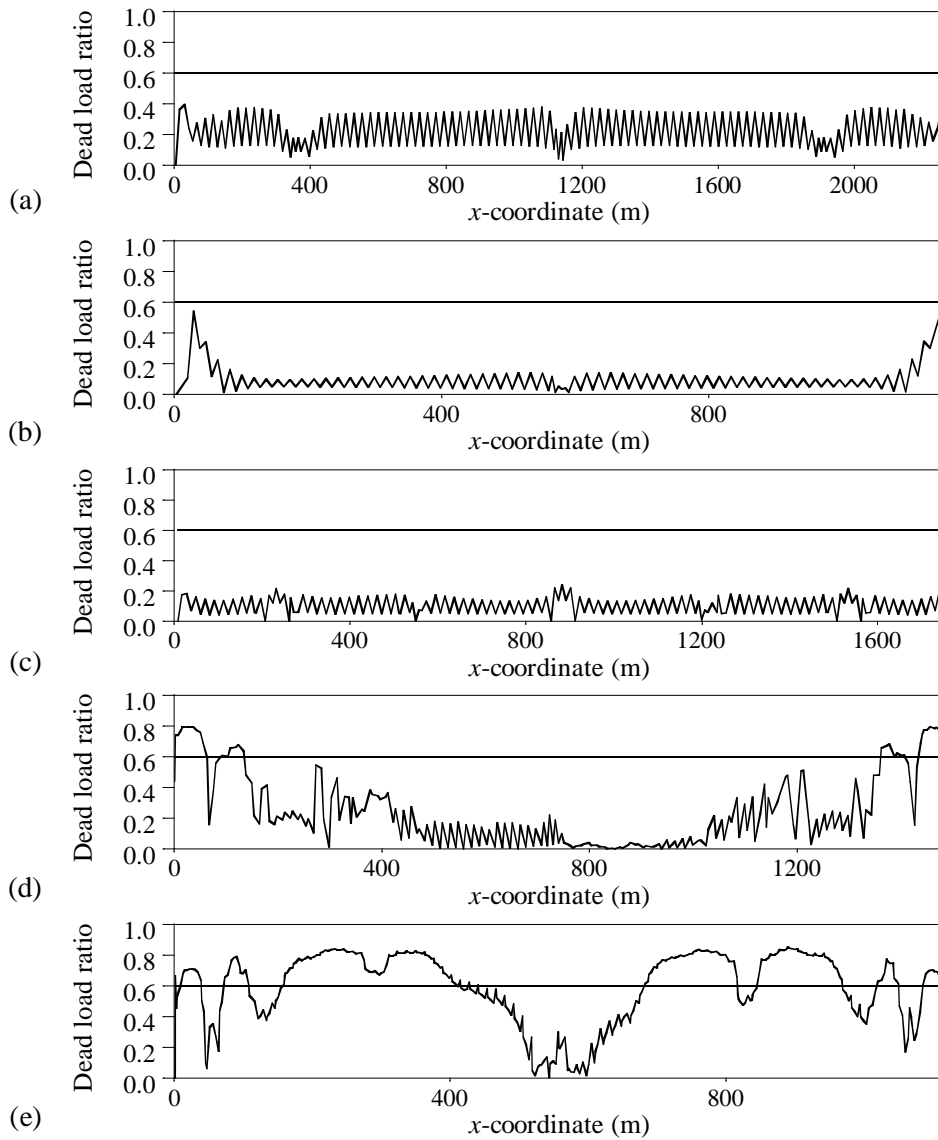 1.0
0.8
0.6
0.4
0.2
0.0
Dead load ratio
0 400 800 1200 1600 2000
x-coordinate (m)
(a)
1.0
0.8
0.6
0.4
0.2
0.0
Dead load ratio
0 400 800
x-coordinate (m)
(b)
1.0
0.8
0.6
0.4
0.2
0.0
Dead load ratio
0 400 800 1200 1600
x-coordinate (m)
(c)
1.0
0.8
0.6
0.4
0.2
0.0
Dead load ratio
0 400 800 1200
x-coordinate (m)
(d)
1.0
0.8
0.6
0.4
0.2
0.0
Dead load ratio
0 400 800
x-coordinate (m)
(e)